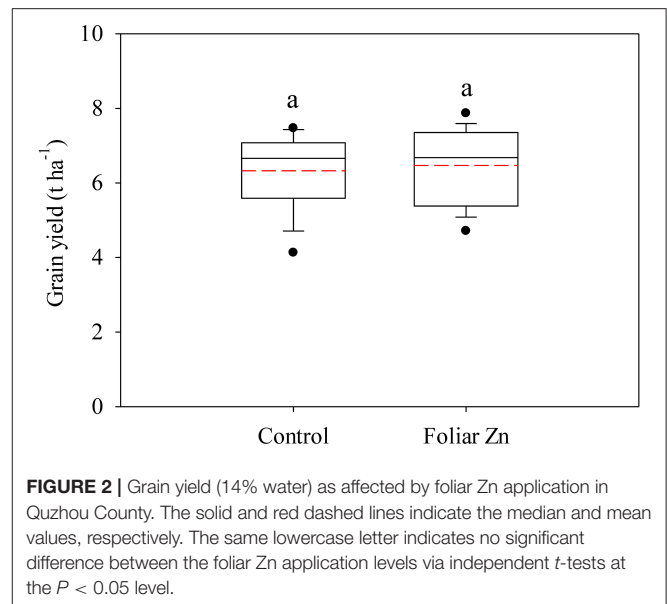 10
8
6
4
2
0
Grain yield (t ha⁻¹)
a
a
Control Foliar Zn
FIGURE 2 | Grain yield (14% water) as affected by foliar Zn application in
Quzhou County. The solid and red dashed lines indicate the median and mean
values, respectively. The same lowercase letter indicates no significant
difference between the foliar Zn application levels via independent t-tests at
the P < 0.05 level.